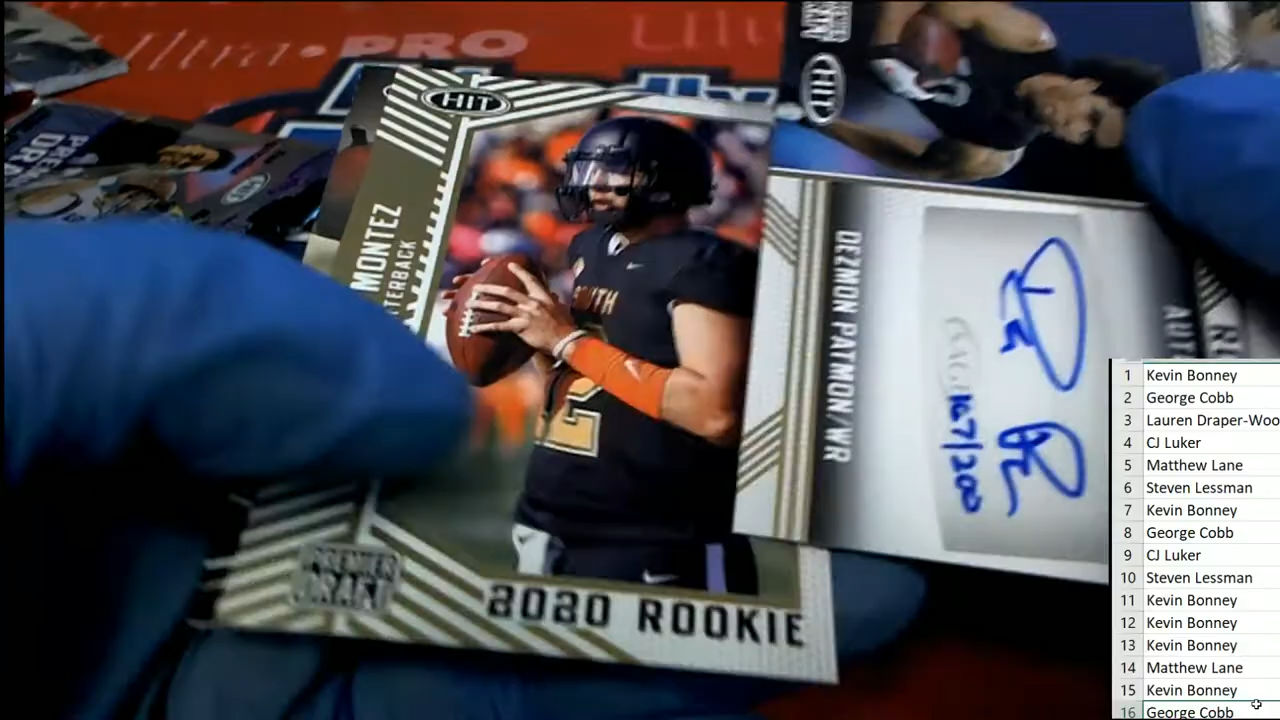 Ultra PRO
HIT
HIT
MONTEZ
2020 ROOKIE
PREMIER
DRAFT
DEZMON PATMON/WR
167/200
1 Kevin Bonney
2 George Cobb
3 Lauren Draper-Woo
4 CJ Luker
5 Matthew Lane
6 Steven Lessman
7 Kevin Bonney
8 George Cobb
9 CJ Luker
10 Steven Lessman
11 Kevin Bonney
12 Kevin Bonney
13 Kevin Bonney
14 Matthew Lane
15 Kevin Bonney
16 George Cobb